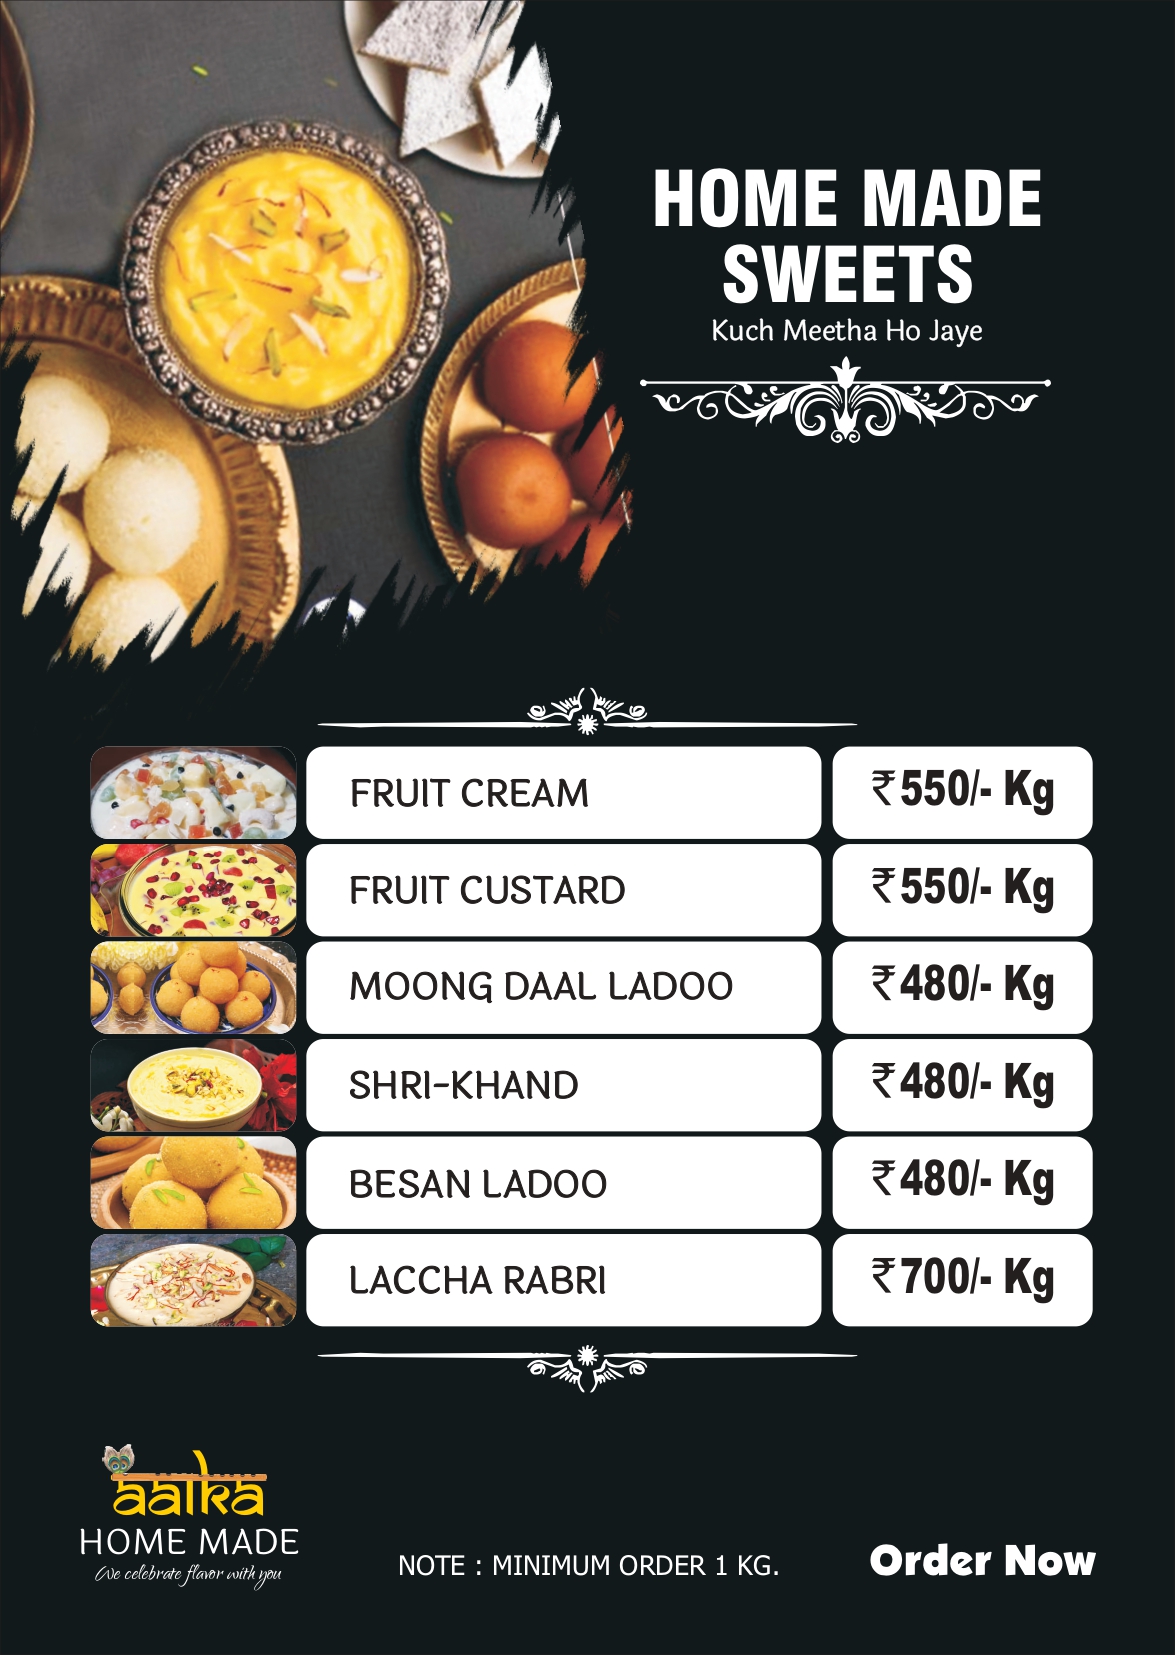 HOME MADE
SWEETS
Kuch Meetha Ho Jaye
FRUIT CREAM ₹550/- Kg
FRUIT CUSTARD ₹550/- Kg
MOONG DAAL LADOO ₹480/- Kg
SHRI-KHAND ₹480/- Kg
BESAN LADOO ₹480/- Kg
LACCHA RABRI ₹700/- Kg
aalka
HOME MADE
We celebrate flavor with you
NOTE : MINIMUM ORDER 1 KG.
Order Now